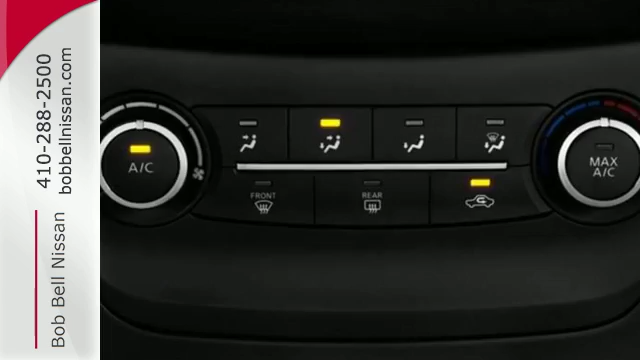 410-288-2500
bobbellnissan.com
Bob Bell Nissan
A/C
FRONT
REAR
MAX
A/C